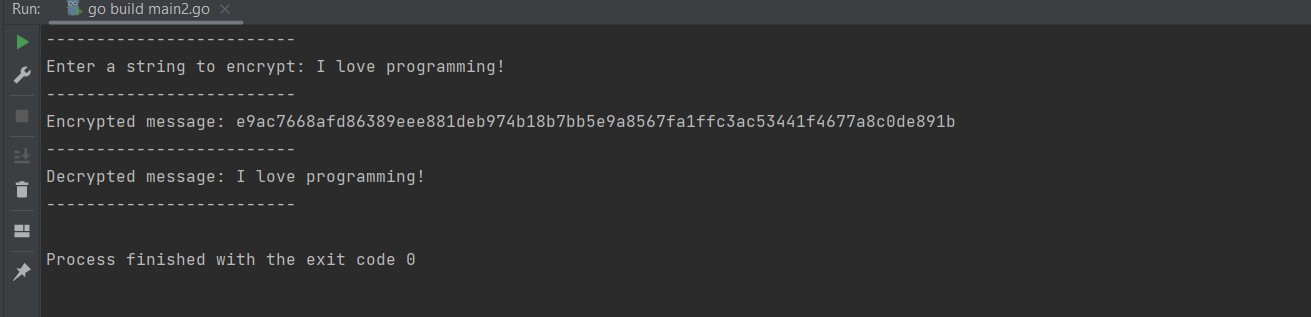 Run: go build main2.go
-------------------------
Enter a string to encrypt: I love programming!
-------------------------
Encrypted message: e9ac7668afd86389eee881deb974b18b7bb5e9a8567fa1ffc3ac53441f4677a8c0de891b
-------------------------
Decrypted message: I love programming!
-------------------------
Process finished with the exit code 0